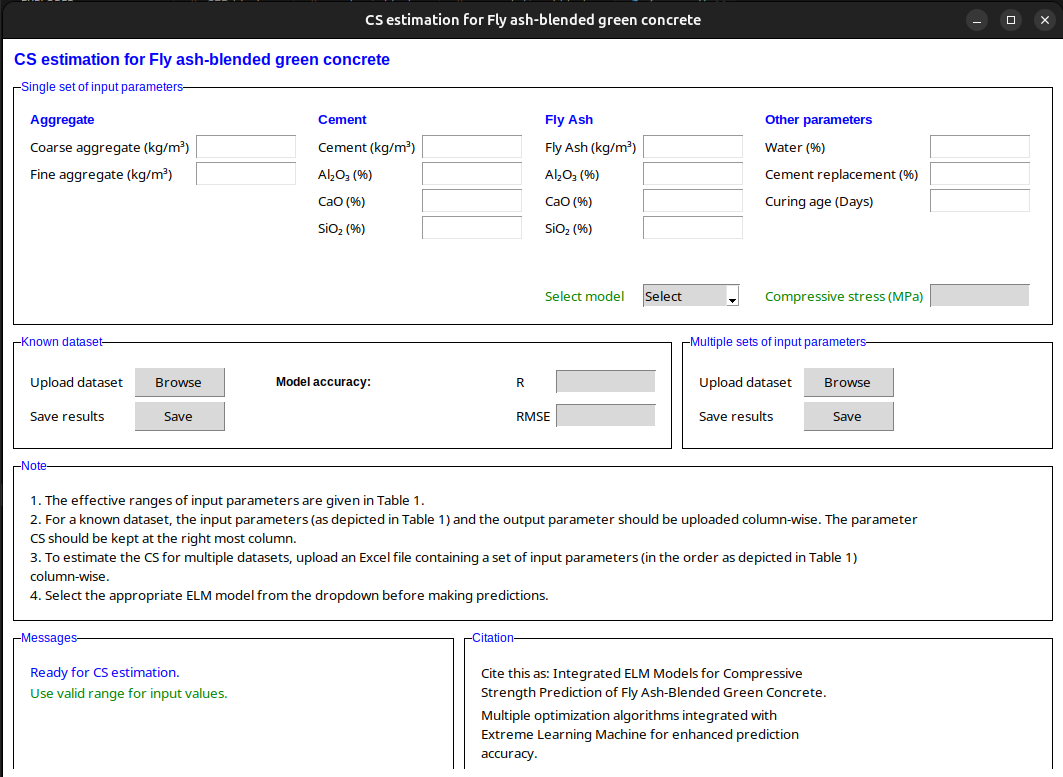 CS estimation for Fly ash-blended green concrete
CS estimation for Fly ash-blended green concrete
Single set of input parameters
Aggregate
Coarse aggregate (kg/m³)
Fine aggregate (kg/m³)
Cement
Cement (kg/m³)
Al₂O₃ (%)
CaO (%)
SiO₂ (%)
Fly Ash
Fly Ash (kg/m³)
Al₂O₃ (%)
CaO (%)
SiO₂ (%)
Other parameters
Water (%)
Cement replacement (%)
Curing age (Days)
Select model
Select
Compressive stress (MPa)
Known dataset
Upload dataset
Browse
Save results
Save
Model accuracy:
R
RMSE
Multiple sets of input parameters
Upload dataset
Browse
Save results
Save
Note
1. The effective ranges of input parameters are given in Table 1.
2. For a known dataset, the input parameters (as depicted in Table 1) and the output parameter should be uploaded column-wise. The parameter
CS should be kept at the right most column.
3. To estimate the CS for multiple datasets, upload an Excel file containing a set of input parameters (in the order as depicted in Table 1)
column-wise.
4. Select the appropriate ELM model from the dropdown before making predictions.
Messages
Ready for CS estimation.
Use valid range for input values.
Citation
Cite this as: Integrated ELM Models for Compressive
Strength Prediction of Fly Ash-Blended Green Concrete.
Multiple optimization algorithms integrated with
Extreme Learning Machine for enhanced prediction
accuracy.